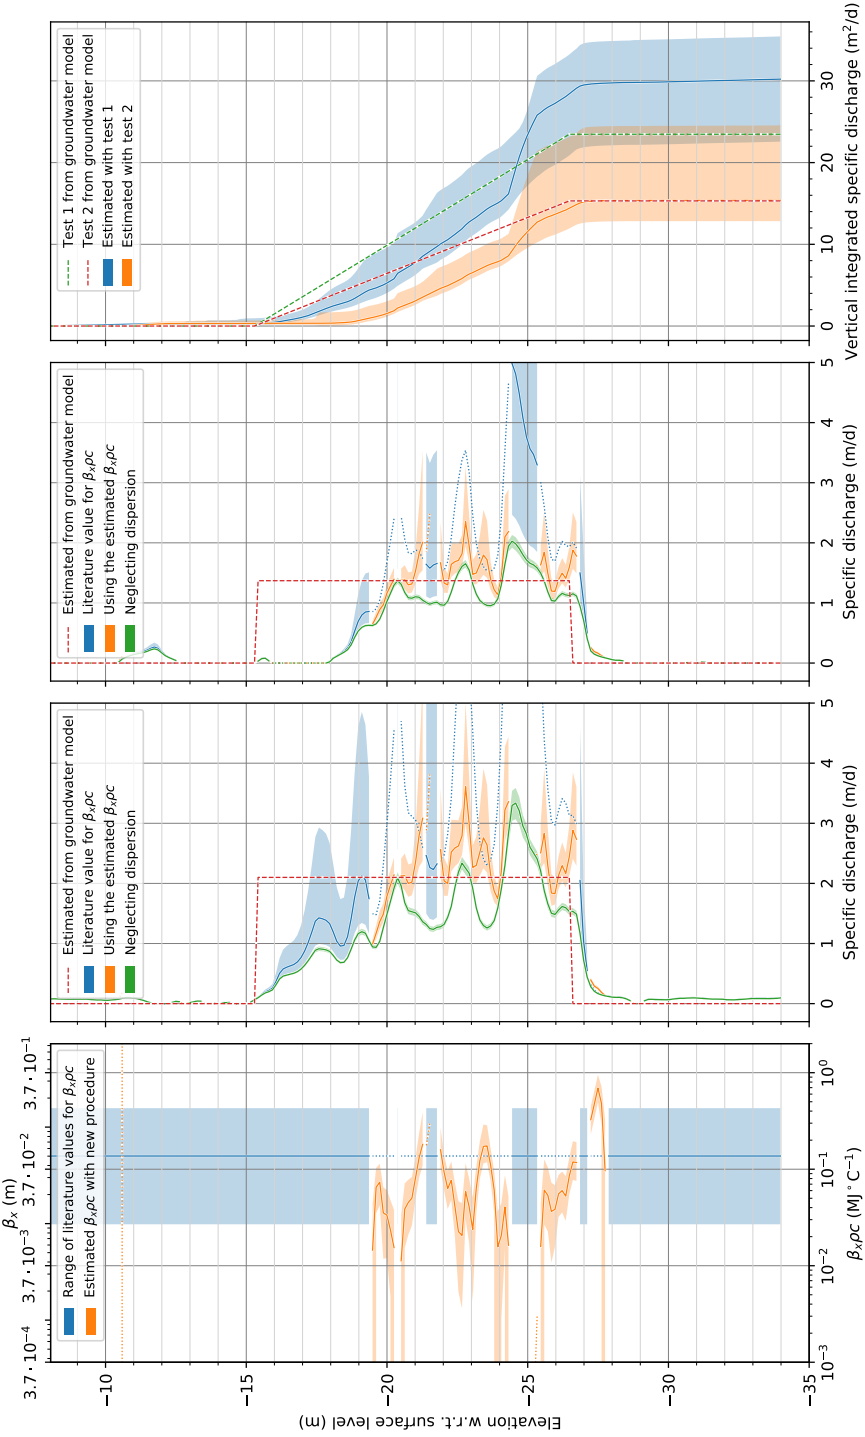 β_x (m)
3.7·10⁻⁴
3.7·10⁻³
3.7·10⁻²
3.7·10⁻¹
Range of literature values for β_xρc
Estimated β_xρc with new procedure
10⁻³
10⁻²
10⁻¹
10⁰
β_xρc (MJ°C⁻¹)
Elevation w.r.t. surface level (m)
−10
−15
−20
−25
−30
−35
Estimated from groundwater model
Literature value for β_xρc
Using the estimated β_xρc
Neglecting dispersion
0
1
2
3
4
5
Specific discharge (m/d)
Estimated from groundwater model
Literature value for β_xρc
Using the estimated β_xρc
Neglecting dispersion
0
1
2
3
4
5
Specific discharge (m/d)
Test 1 from groundwater model
Test 2 from groundwater model
Estimated with test 1
Estimated with test 2
0
10
20
30
Vertical integrated specific discharge (m²/d)